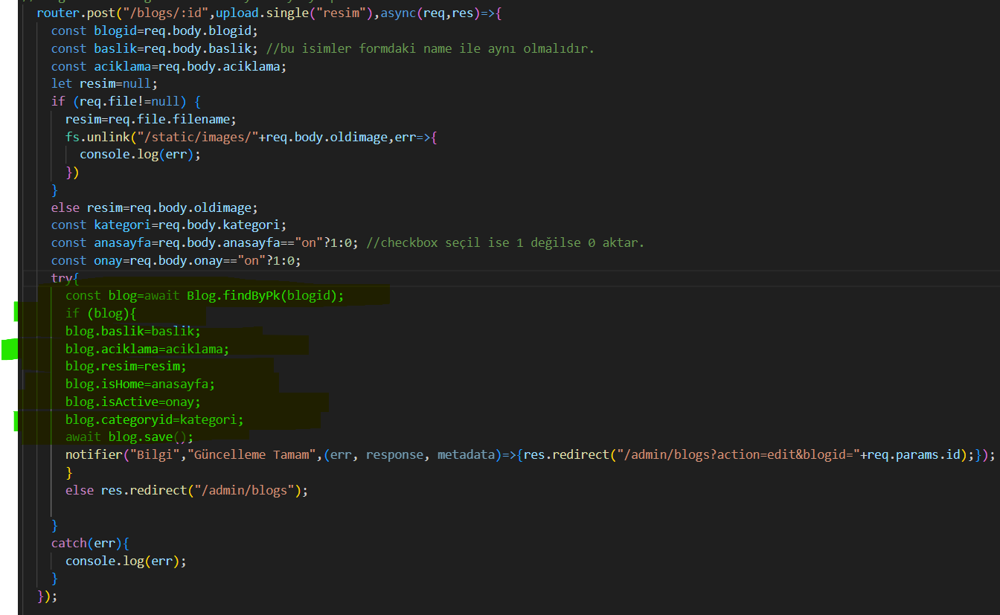 router.post("/blogs/:id",upload.single("resim"),async(req,res)=>{
const blogid=req.body.blogid;
const baslik=req.body.baslik; //bu isimler formdaki name ile aynı olmalıdır.
const aciklama=req.body.aciklama;
let resim=null;
if (req.file!=null) {
resim=req.file.filename;
fs.unlink("/static/images/"+req.body.oldimage,err=>{
console.log(err);
})
}
else resim=req.body.oldimage;
const kategori=req.body.kategori;
const anasayfa=req.body.anasayfa=="on"?1:0; //checkbox seçil ise 1 değilse 0 aktar.
const onay=req.body.onay=="on"?1:0;
try{
const blog=await Blog.findByPk(blogid);
if (blog){
blog.baslik=baslik;
blog.aciklama=aciklama;
blog.resim=resim;
blog.isHome=anasayfa;
blog.isActive=onay;
blog.categoryid=kategori;
await blog.save();
notifier("Bilgi","Güncelleme Tamam",(err, response, metadata)=>{res.redirect("/admin/blogs?action=edit&blogid="+req.params.id);});
}
else res.redirect("/admin/blogs");
}
catch(err){
console.log(err);
}
});